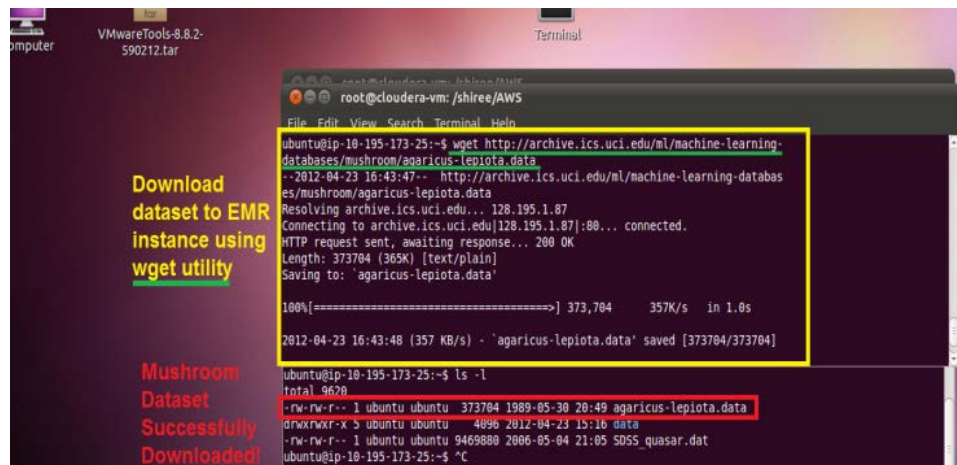 tar
omputer
VMwareTools-8.8.2-
590212.tar
Terminal
root@cloudera-vm: /shiree/AWS
root@cloudera-vm: /shiree/AWS
File Edit View Search Terminal Help
ubuntu@ip-10-195-173-25:~$ wget http://archive.ics.uci.edu/ml/machine-learning-
databases/mushroom/agaricus-lepiota.data
--2012-04-23 16:43:47-- http://archive.ics.uci.edu/ml/machine-learning-databas
es/mushroom/agaricus-lepiota.data
Resolving archive.ics.uci.edu... 128.195.1.87
Connecting to archive.ics.uci.edu|128.195.1.87|:80... connected.
HTTP request sent, awaiting response... 200 OK
Length: 373704 (365K) [text/plain]
Saving to: `agaricus-lepiota.data'
100%[======================================>] 373,704 357K/s in 1.0s
2012-04-23 16:43:48 (357 KB/s) - `agaricus-lepiota.data' saved [373704/373704]
Download
dataset to EMR
instance using
wget utility
ubuntu@ip-10-195-173-25:~$ ls -l
total 9620
-rw-rw-r-- 1 ubuntu ubuntu 373704 1989-05-30 20:49 agaricus-lepiota.data
drwxrwxr-x 5 ubuntu ubuntu 4096 2012-04-23 15:16 data
-rw-rw-r-- 1 ubuntu ubuntu 9469880 2006-05-04 21:05 SDSS_quasar.dat
ubuntu@ip-10-195-173-25:~$ ^C
Mushroom
Dataset
Successfully
Downloaded!